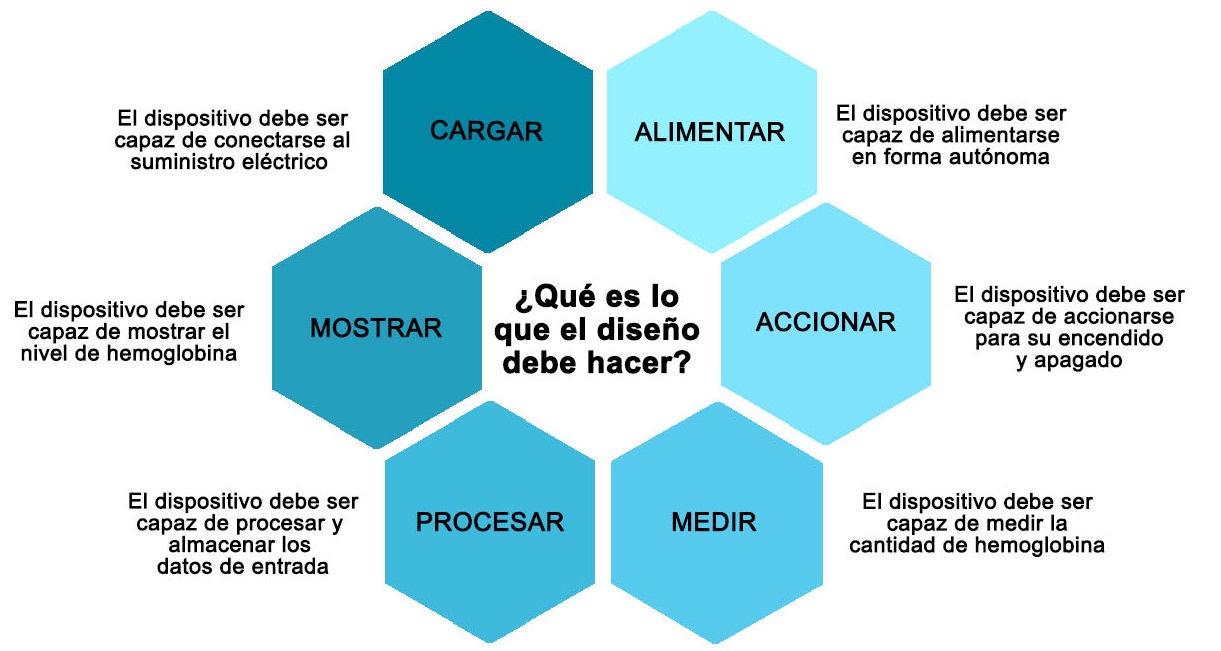 ¿Qué es lo
que el diseño
debe hacer?
CARGAR
El dispositivo debe ser
capaz de conectarse al
suministro eléctrico
ALIMENTAR
El dispositivo debe ser
capaz de alimentarse
en forma autónoma
ACCIONAR
El dispositivo debe ser
capaz de accionarse
para su encendido
y apagado
MEDIR
El dispositivo debe ser
capaz de medir la
cantidad de hemoglobina
PROCESAR
El dispositivo debe ser
capaz de procesar y
almacenar los
datos de entrada
MOSTRAR
El dispositivo debe ser
capaz de mostrar el
nivel de hemoglobina